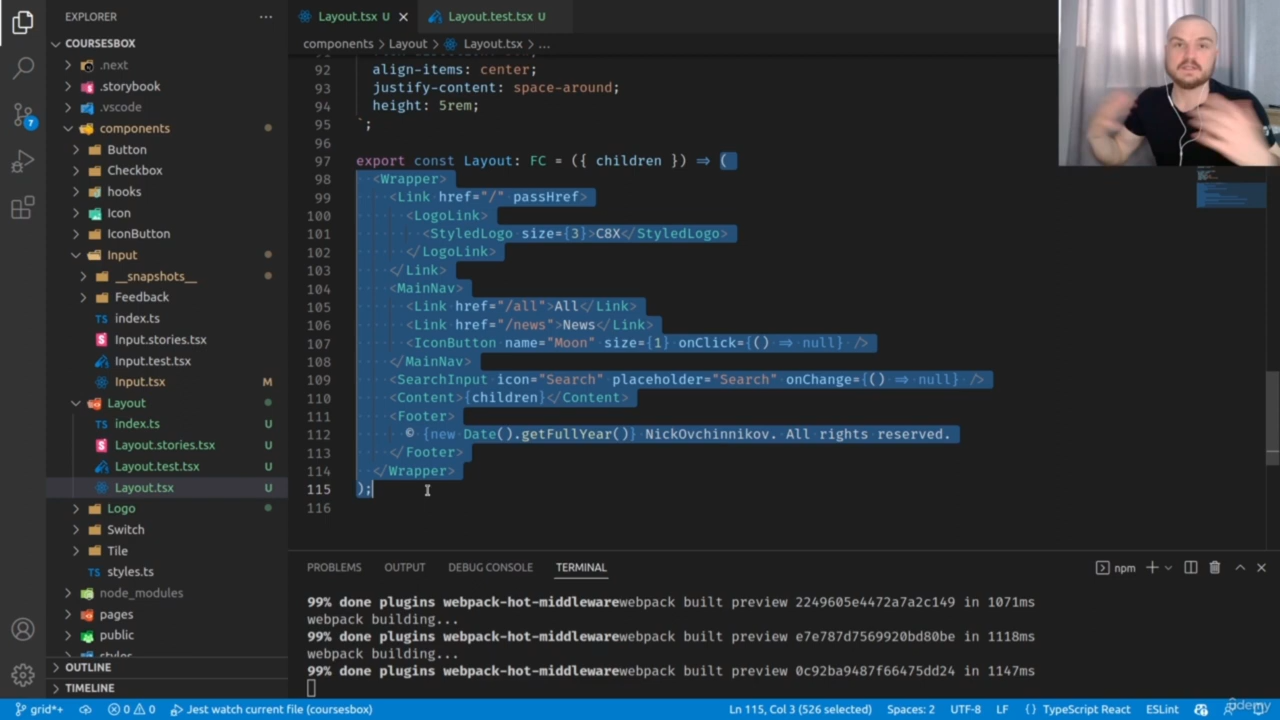 EXPLORER
COURSESBOX
.next
.storybook
.vscode
components
Button
Checkbox
hooks
Icon
IconButton
Input
__snapshots__
Feedback
index.ts
Input.stories.tsx
Input.test.tsx
Input.tsx M
Layout
index.ts U
Layout.stories.tsx U
Layout.test.tsx U
Layout.tsx U
Logo
Switch
Tile
styles.ts
node_modules
pages
public
OUTLINE
TIMELINE
7
Layout.tsx U
Layout.test.tsx U
components > Layout > Layout.tsx > ...
92 align-items: center;
93 justify-content: space-around;
94 height: 5rem;
95 `;
96
97 export const Layout: FC = ({ children }) => (
98 <Wrapper>
99 <Link href="/" passHref>
100 <LogoLink>
101 <StyledLogo size={3}>C8X</StyledLogo>
102 </LogoLink>
103 </Link>
104 <MainNav>
105 <Link href="/all">All</Link>
106 <Link href="/news">News</Link>
107 <IconButton name="Moon" size={1} onClick={() => null} />
108 </MainNav>
109 <SearchInput icon="Search" placeholder="Search" onChange={() => null} />
110 <Content>{children}</Content>
111 <Footer>
112 © {new Date().getFullYear()} NickOvchinnikov. All rights reserved.
113 </Footer>
114 </Wrapper>
115 );
116
PROBLEMS OUTPUT DEBUG CONSOLE TERMINAL
npm
99% done plugins webpack-hot-middlewarewebpack built preview 2249605e4472a7a2c149 in 1071ms
webpack building...
99% done plugins webpack-hot-middlewarewebpack built preview e7e787d7569920bd80be in 1118ms
webpack building...
99% done plugins webpack-hot-middlewarewebpack built preview 0c92ba9487f66475dd24 in 1147ms
grid*+ 0 0 Jest watch current file (coursesbox) Ln 115, Col 3 (526 selected) Spaces: 2 UTF-8 LF { } TypeScript React ESLint
udemy